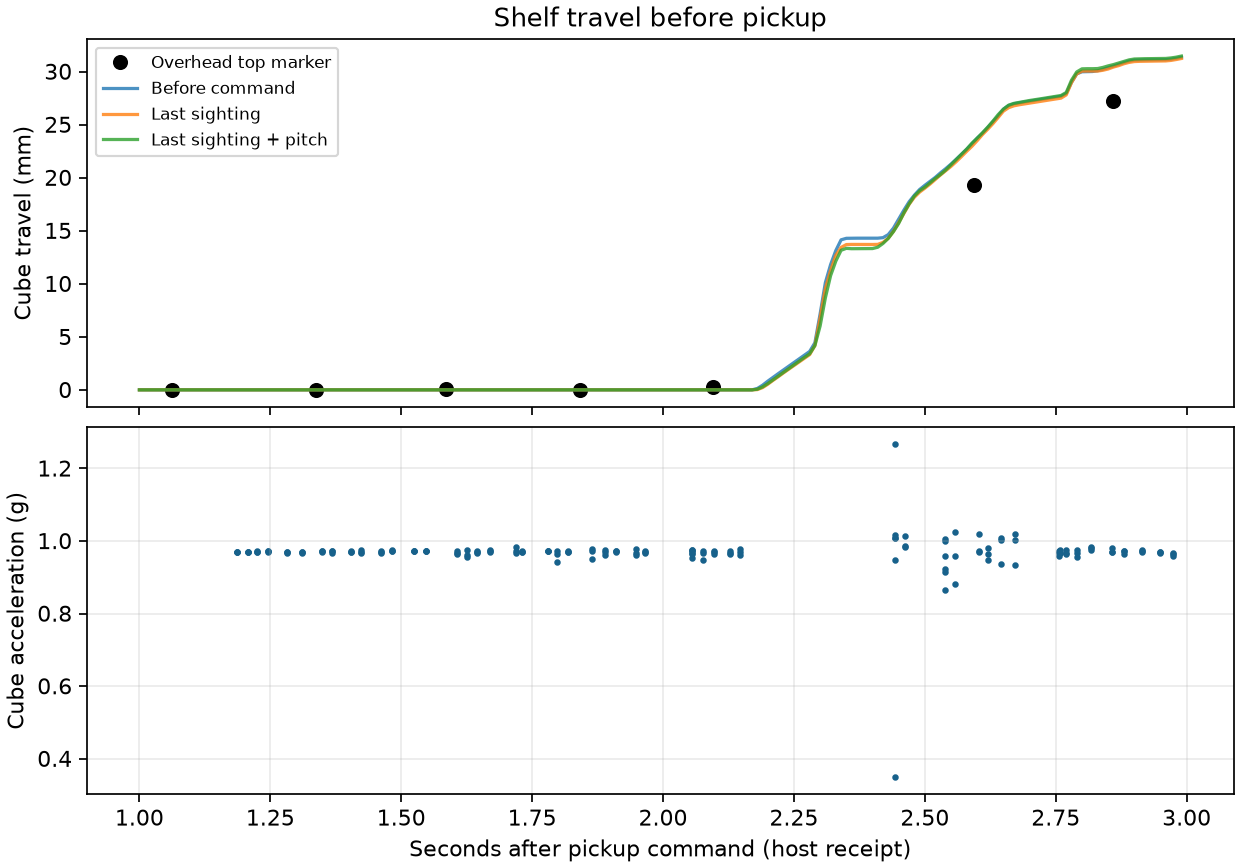 Shelf travel before pickup
Overhead top marker
Before command
Last sighting
Last sighting + pitch
Cube travel (mm)
30
25
20
15
10
5
0
Cube acceleration (g)
1.2
1.0
0.8
0.6
0.4
1.00 1.25 1.50 1.75 2.00 2.25 2.50 2.75 3.00
Seconds after pickup command (host receipt)